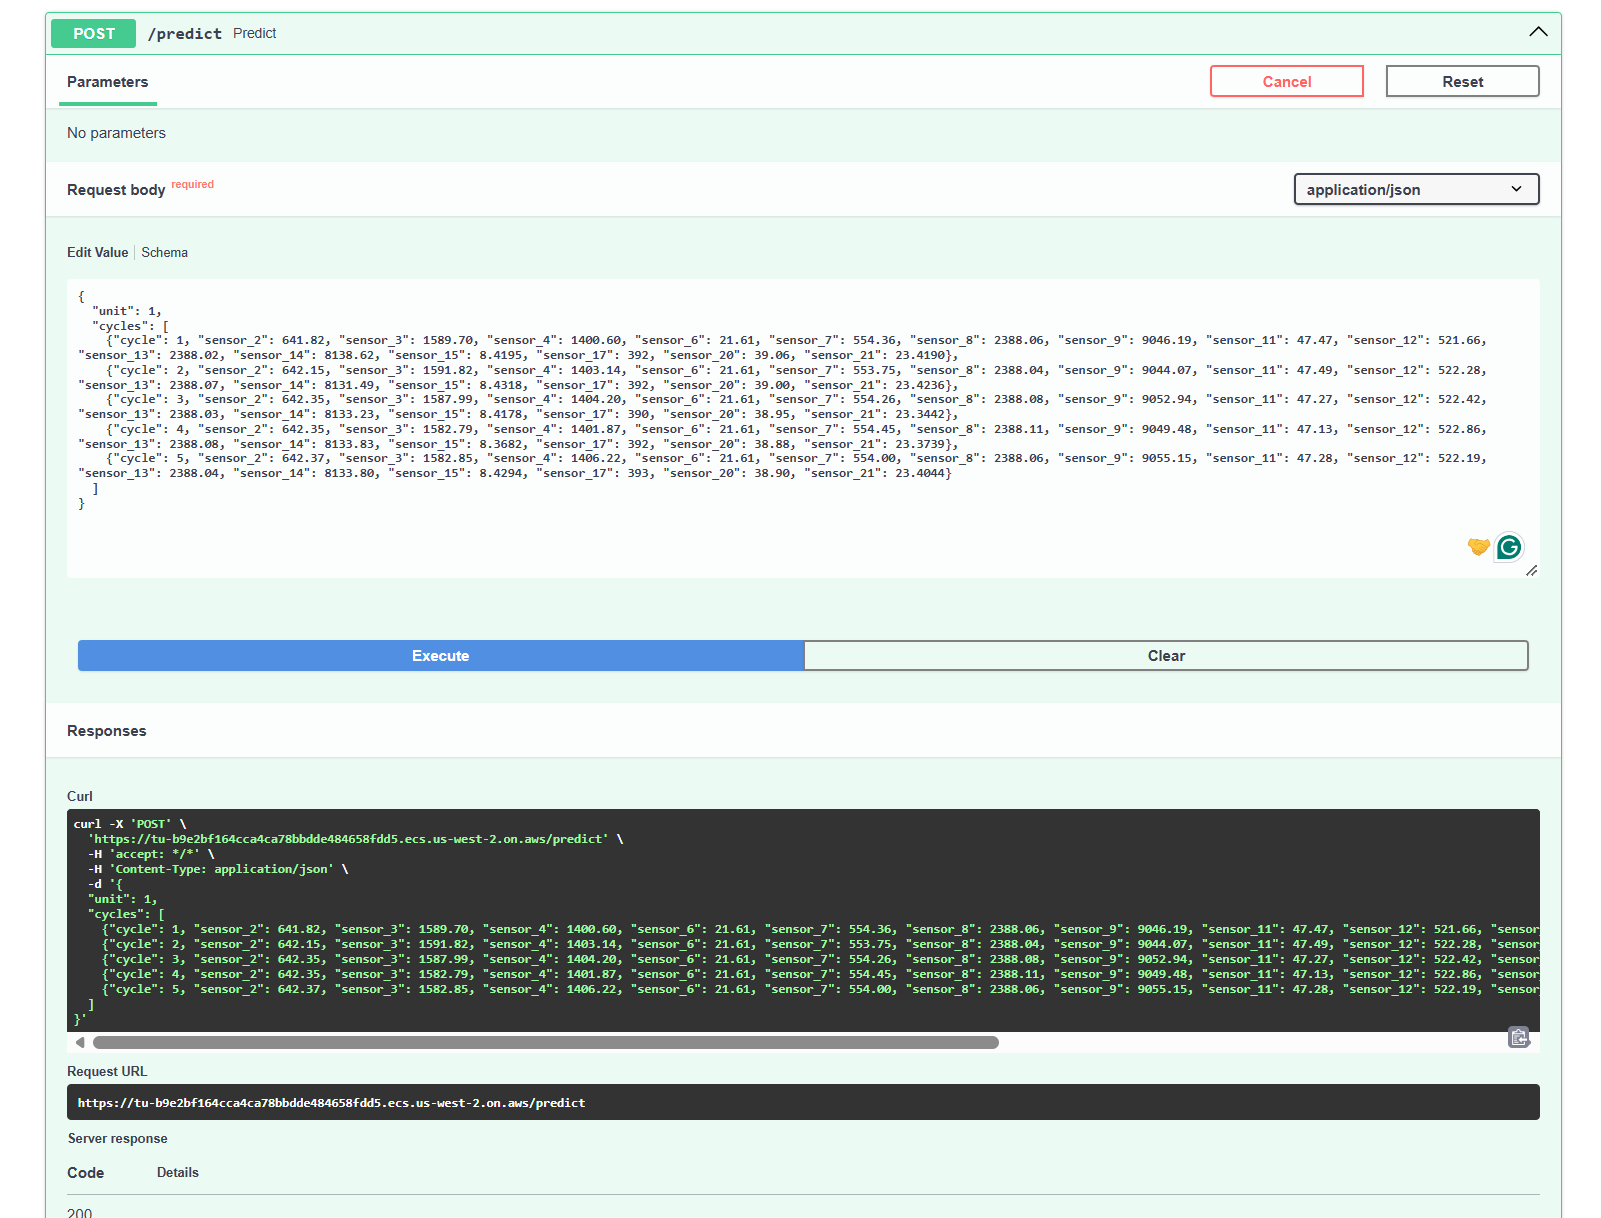 POST /predict Predict
Parameters
Cancel
Reset
No parameters
Request body required
application/json
Edit Value | Schema
{
  "unit": 1,
  "cycles": [
    {"cycle": 1, "sensor_2": 641.82, "sensor_3": 1589.70, "sensor_4": 1400.60, "sensor_6": 21.61, "sensor_7": 554.36, "sensor_8": 2388.06, "sensor_9": 9046.19, "sensor_11": 47.47, "sensor_12": 521.66,
"sensor_13": 2388.02, "sensor_14": 8138.62, "sensor_15": 8.4195, "sensor_17": 392, "sensor_20": 39.06, "sensor_21": 23.4190},
    {"cycle": 2, "sensor_2": 642.15, "sensor_3": 1591.82, "sensor_4": 1403.14, "sensor_6": 21.61, "sensor_7": 553.75, "sensor_8": 2388.04, "sensor_9": 9044.07, "sensor_11": 47.49, "sensor_12": 522.28,
"sensor_13": 2388.07, "sensor_14": 8131.49, "sensor_15": 8.4318, "sensor_17": 392, "sensor_20": 39.00, "sensor_21": 23.4236},
    {"cycle": 3, "sensor_2": 642.35, "sensor_3": 1587.99, "sensor_4": 1404.20, "sensor_6": 21.61, "sensor_7": 554.26, "sensor_8": 2388.08, "sensor_9": 9052.94, "sensor_11": 47.27, "sensor_12": 522.42,
"sensor_13": 2388.03, "sensor_14": 8133.23, "sensor_15": 8.4178, "sensor_17": 390, "sensor_20": 38.95, "sensor_21": 23.3442},
    {"cycle": 4, "sensor_2": 642.35, "sensor_3": 1582.79, "sensor_4": 1401.87, "sensor_6": 21.61, "sensor_7": 554.45, "sensor_8": 2388.11, "sensor_9": 9049.48, "sensor_11": 47.13, "sensor_12": 522.86,
"sensor_13": 2388.08, "sensor_14": 8133.83, "sensor_15": 8.3682, "sensor_17": 392, "sensor_20": 38.88, "sensor_21": 23.3739},
    {"cycle": 5, "sensor_2": 642.37, "sensor_3": 1582.85, "sensor_4": 1406.22, "sensor_6": 21.61, "sensor_7": 554.00, "sensor_8": 2388.06, "sensor_9": 9055.15, "sensor_11": 47.28, "sensor_12": 522.19,
"sensor_13": 2388.04, "sensor_14": 8133.80, "sensor_15": 8.4294, "sensor_17": 393, "sensor_20": 38.90, "sensor_21": 23.4044}
  ]
}
Execute
Clear
Responses
Curl
curl -X 'POST' \
  'https://tu-b9e2bf164cca4ca78bbdde484658fdd5.ecs.us-west-2.on.aws/predict' \
  -H 'accept: */*' \
  -H 'Content-Type: application/json' \
  -d '{
  "unit": 1,
  "cycles": [
    {"cycle": 1, "sensor_2": 641.82, "sensor_3": 1589.70, "sensor_4": 1400.60, "sensor_6": 21.61, "sensor_7": 554.36, "sensor_8": 2388.06, "sensor_9": 9046.19, "sensor_11": 47.47, "sensor_12": 521.66, "sensor
    {"cycle": 2, "sensor_2": 642.15, "sensor_3": 1591.82, "sensor_4": 1403.14, "sensor_6": 21.61, "sensor_7": 553.75, "sensor_8": 2388.04, "sensor_9": 9044.07, "sensor_11": 47.49, "sensor_12": 522.28, "sensor
    {"cycle": 3, "sensor_2": 642.35, "sensor_3": 1587.99, "sensor_4": 1404.20, "sensor_6": 21.61, "sensor_7": 554.26, "sensor_8": 2388.08, "sensor_9": 9052.94, "sensor_11": 47.27, "sensor_12": 522.42, "sensor
    {"cycle": 4, "sensor_2": 642.35, "sensor_3": 1582.79, "sensor_4": 1401.87, "sensor_6": 21.61, "sensor_7": 554.45, "sensor_8": 2388.11, "sensor_9": 9049.48, "sensor_11": 47.13, "sensor_12": 522.86, "sensor
    {"cycle": 5, "sensor_2": 642.37, "sensor_3": 1582.85, "sensor_4": 1406.22, "sensor_6": 21.61, "sensor_7": 554.00, "sensor_8": 2388.06, "sensor_9": 9055.15, "sensor_11": 47.28, "sensor_12": 522.19, "sensor
  ]
}'
Request URL
https://tu-b9e2bf164cca4ca78bbdde484658fdd5.ecs.us-west-2.on.aws/predict
Server response
Code Details
200